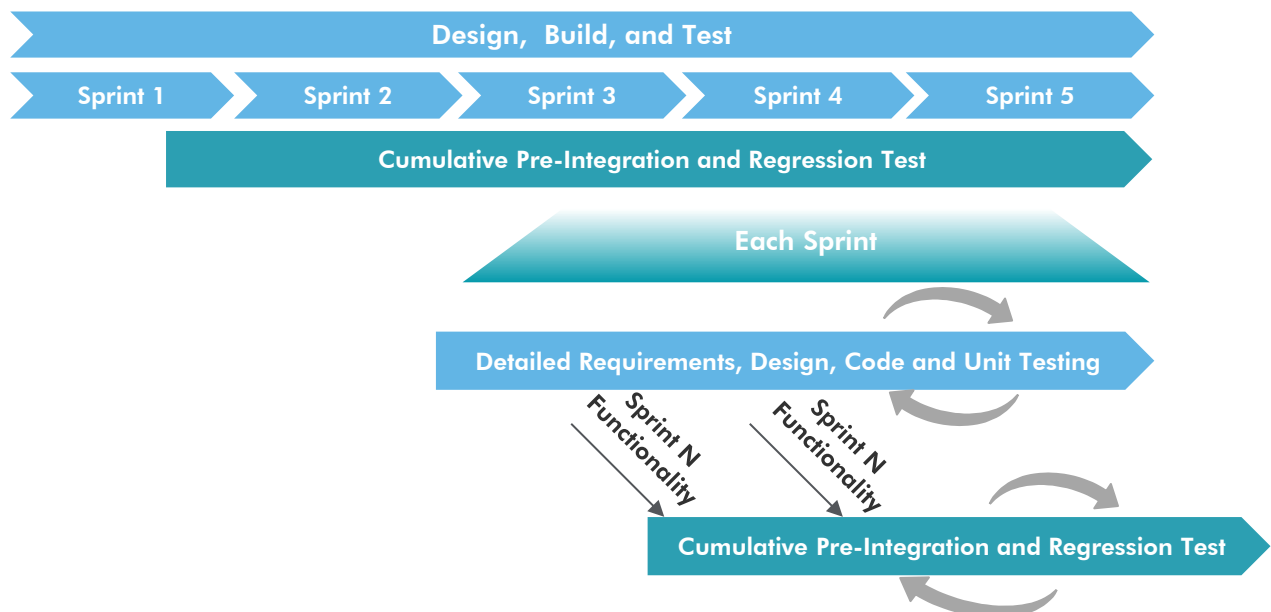 Design,  Build, and Test
Sprint 1
Sprint 2
Sprint 3
Sprint 4
Sprint 5
Cumulative Pre-Integration and Regression Test
Each Sprint
Detailed Requirements, Design, Code and Unit Testing
Sprint N
Functionality
Sprint N
Functionality
Cumulative Pre-Integration and Regression Test